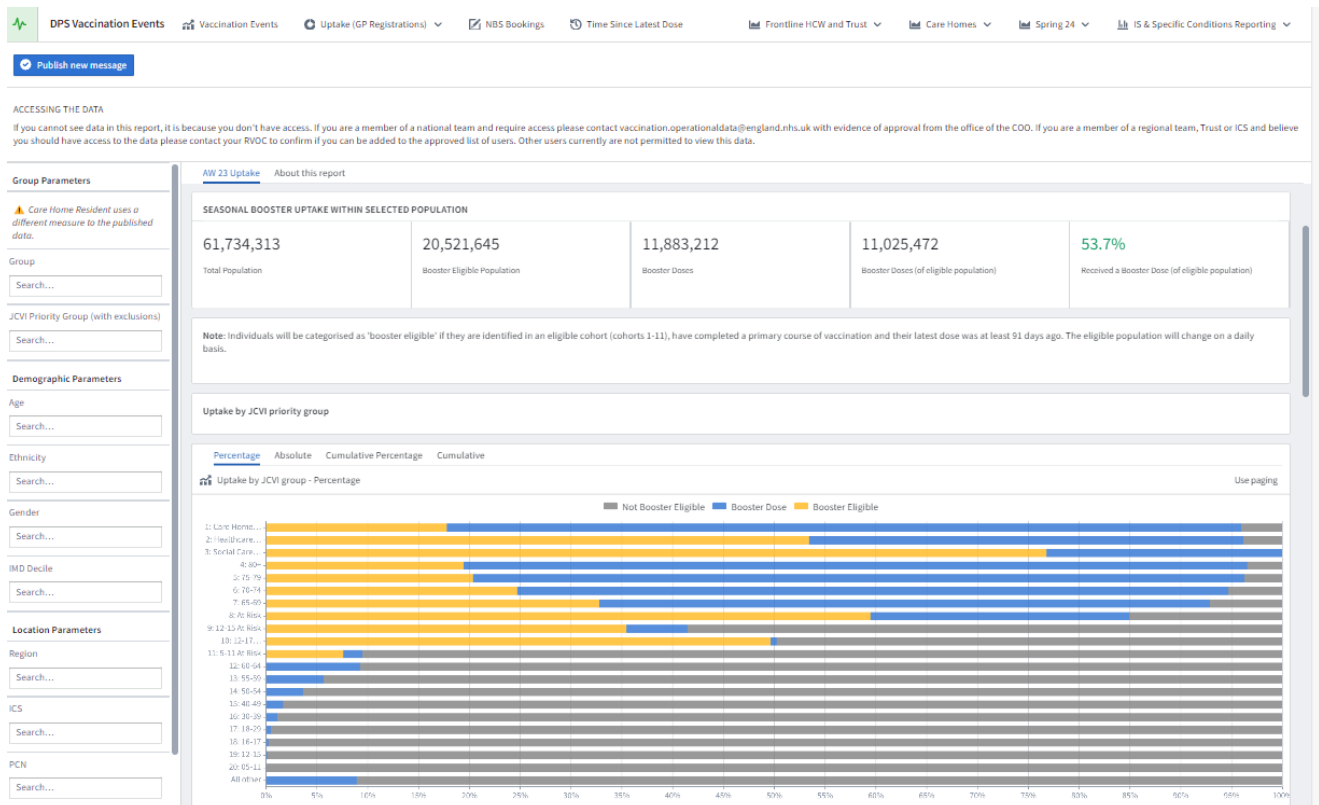 DPS Vaccination Events
Vaccination Events
Uptake (GP Registrations)
NBS Bookings
Time Since Latest Dose
Frontline HCW and Trust
Care Homes
Spring 24
IS & Specific Conditions Reporting
Publish new message
ACCESSING THE DATA
If you cannot see data in this report, it is because you don't have access. If you are a member of a national team and require access please contact vaccination.operationaldata@england.nhs.uk with evidence of approval from the office of the COO. If you are a member of a regional team, Trust or ICS and believe
you should have access to the data please contact your RVOC to confirm if you can be added to the approved list of users. Other users currently are not permitted to view this data.
Group Parameters
Care Home Resident uses a
different measure to the published
data.
Group
Search...
JCVI Priority Group (with exclusions)
Search...
Demographic Parameters
Age
Search...
Ethnicity
Search...
Gender
Search...
IMD Decile
Search...
Location Parameters
Region
Search...
ICS
Search...
PCN
Search...
AW 23 Uptake
About this report
SEASONAL BOOSTER UPTAKE WITHIN SELECTED POPULATION
61,734,313
Total Population
20,521,645
Booster Eligible Population
11,883,212
Booster Doses
11,025,472
Booster Doses (of eligible population)
53.7%
Received a Booster Dose (of eligible population)
Note: Individuals will be categorised as 'booster eligible' if they are identified in an eligible cohort (cohorts 1-11), have completed a primary course of vaccination and their latest dose was at least 91 days ago. The eligible population will change on a daily
basis.
Uptake by JCVI priority group
Percentage
Absolute
Cumulative Percentage
Cumulative
Uptake by JCVI group - Percentage
Use paging
Not Booster Eligible
Booster Dose
Booster Eligible
1: Care Home...
2: Healthcare...
3: Social Care...
4: 80+
5: 75-79
6: 70-74
7: 65-69
8: At Risk
9: 12-15 At Risk
10: 12-17...
11: 5-11 At Risk
12: 60-64
13: 55-59
14: 50-54
15: 40-49
16: 30-39
17: 18-29
18: 16-17
19: 12-15
20: 05-11
All other
0%
5%
10%
15%
20%
25%
30%
35%
40%
45%
50%
55%
60%
65%
70%
75%
80%
85%
90%
95%
100%